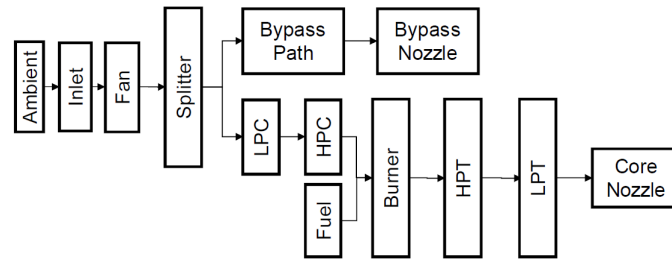 Ambient
Inlet
Fan
Splitter
Bypass
Path
Bypass
Nozzle
LPC
HPC
Fuel
Burner
HPT
LPT
Core
Nozzle